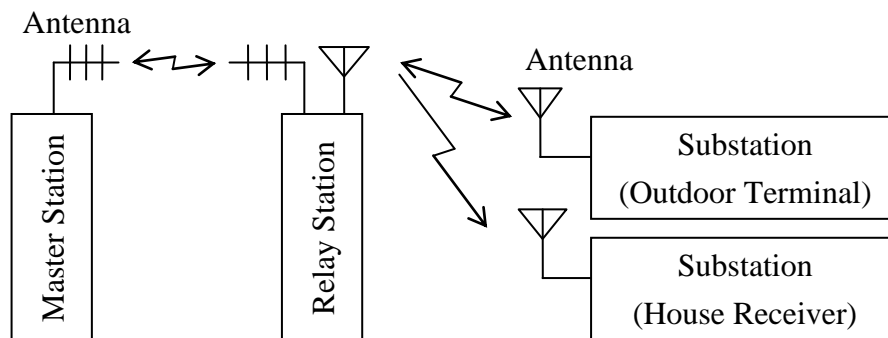 Antenna
Antenna
Master Station
Relay Station
Substation
(Outdoor Terminal)
Substation
(House Receiver)